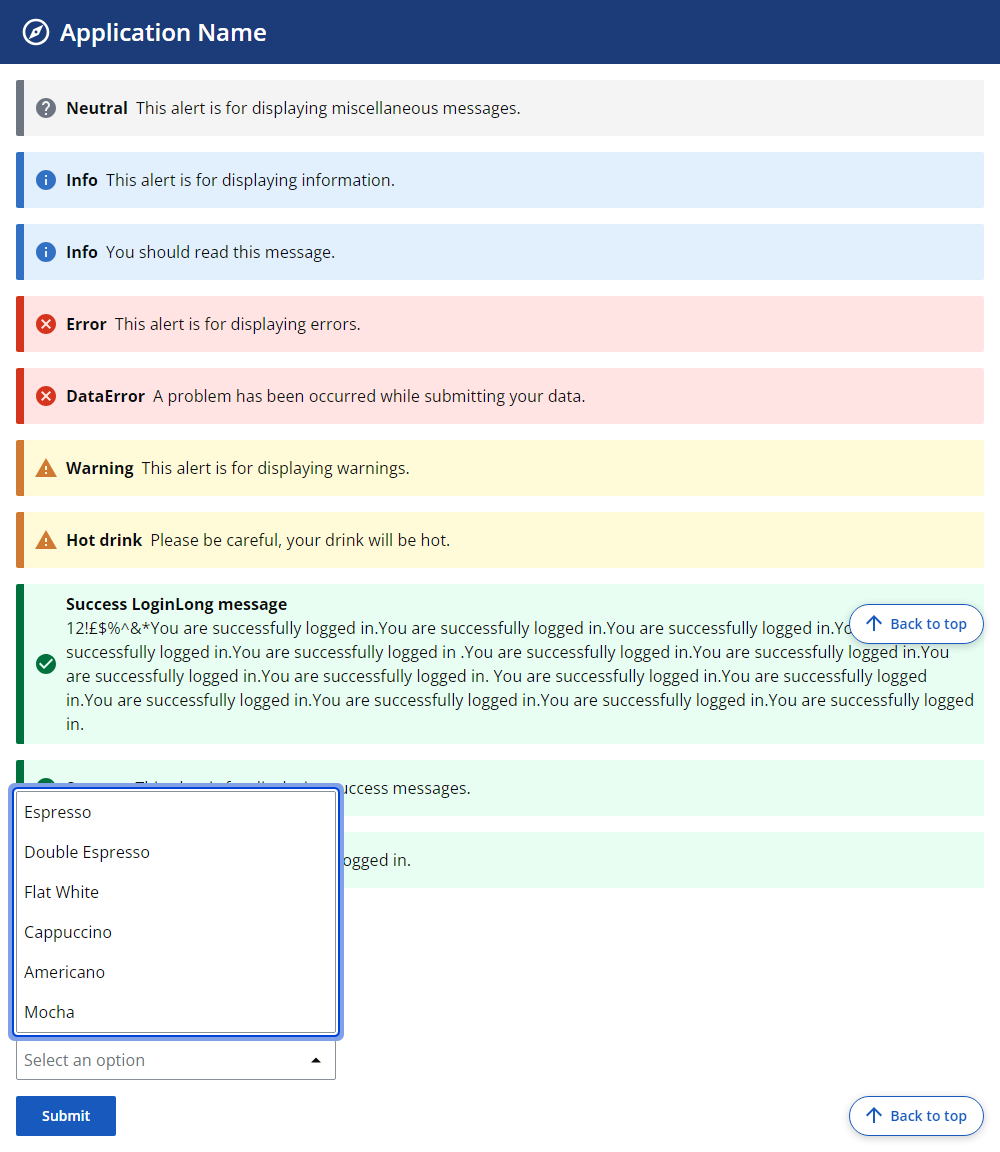 Application Name
Neutral This alert is for displaying miscellaneous messages.
Info This alert is for displaying information.
Info You should read this message.
Error This alert is for displaying errors.
DataError A problem has been occurred while submitting your data.
Warning This alert is for displaying warnings.
Hot drink Please be careful, your drink will be hot.
Success LoginLong message
12!£$%^&*You are successfully logged in.You are successfully logged in.You are successfully logged in.
Back to top
successfully logged in.You are successfully logged in .You are successfully logged in.You are successfully logged in.You
are successfully logged in.You are successfully logged in. You are successfully logged in.You are successfully logged
in.You are successfully logged in.You are successfully logged in.You are successfully logged in.You are successfully logged
in.
messages.
in.
Espresso
Double Espresso
Flat White
Cappuccino
Americano
Mocha
Select an option
Submit
Back to top